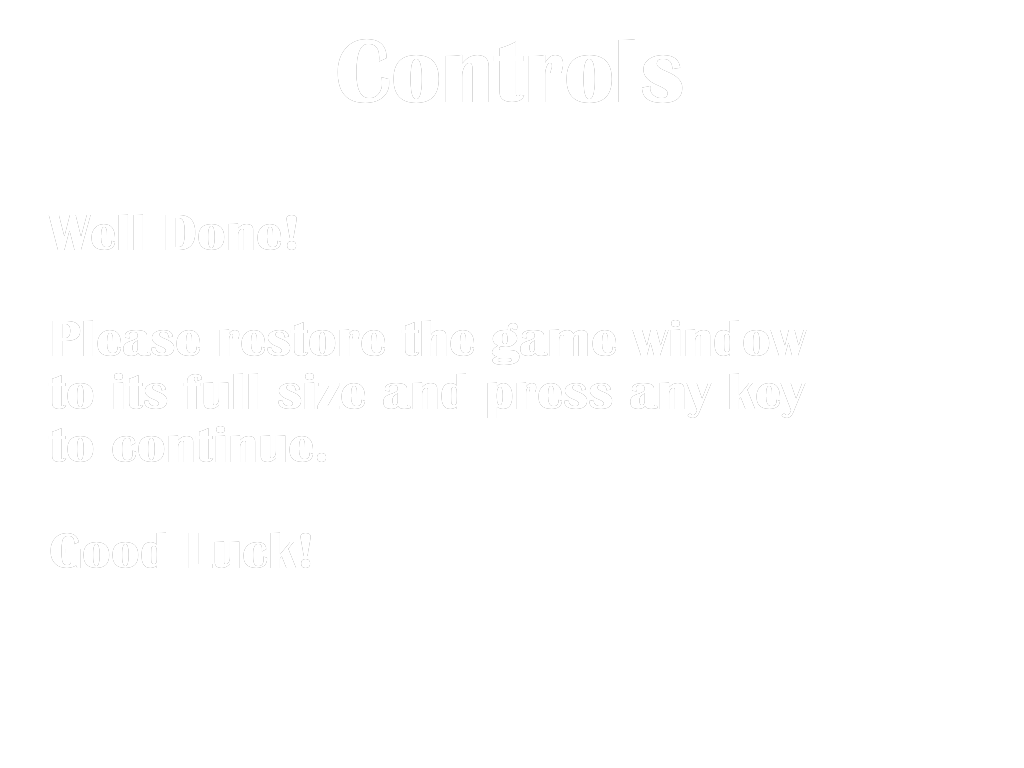 Controls
Well Done!
Please restore the game window
to its full size and press any key
to continue.
Good Luck!